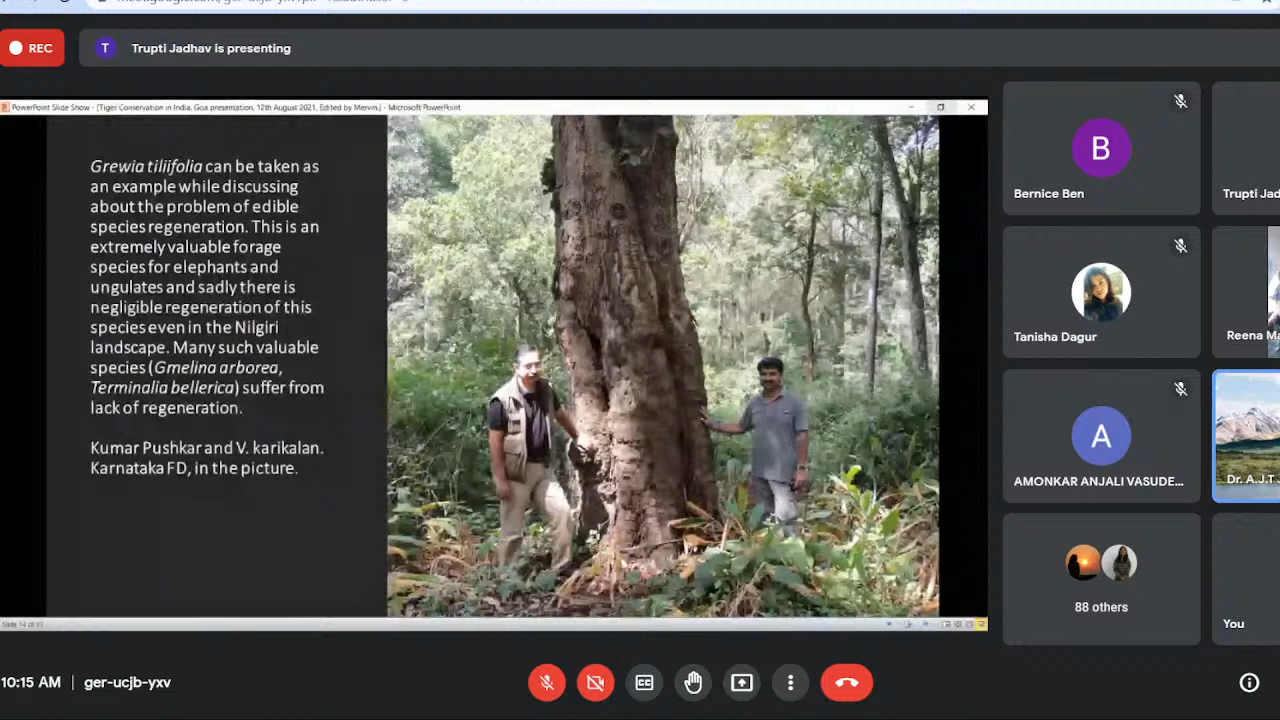 REC
T
Trupti Jadhav is presenting
PowerPoint Slide Show - [Tiger Conservation in India. Goa presentation, 12th August 2021. Edited by Mervin.] - Microsoft PowerPoint
Grewia tiliifolia can be taken as
an example while discussing
about the problem of edible
species regeneration. This is an
extremely valuable forage
species for elephants and
ungulates and sadly there is
negligible regeneration of this
species even in the Nilgiri
landscape. Many such valuable
species (Gmelina arborea,
Terminalia bellerica) suffer from
lack of regeneration.
Kumar Pushkar and V. karikalan.
Karnataka FD, in the picture.
B
Bernice Ben
Trupti Jad
Tanisha Dagur
Reena Ma
A
AMONKAR ANJALI VASUDE...
Dr. A.J.T
88 others
You
10:15 AM | ger-ucjb-yxv
CC